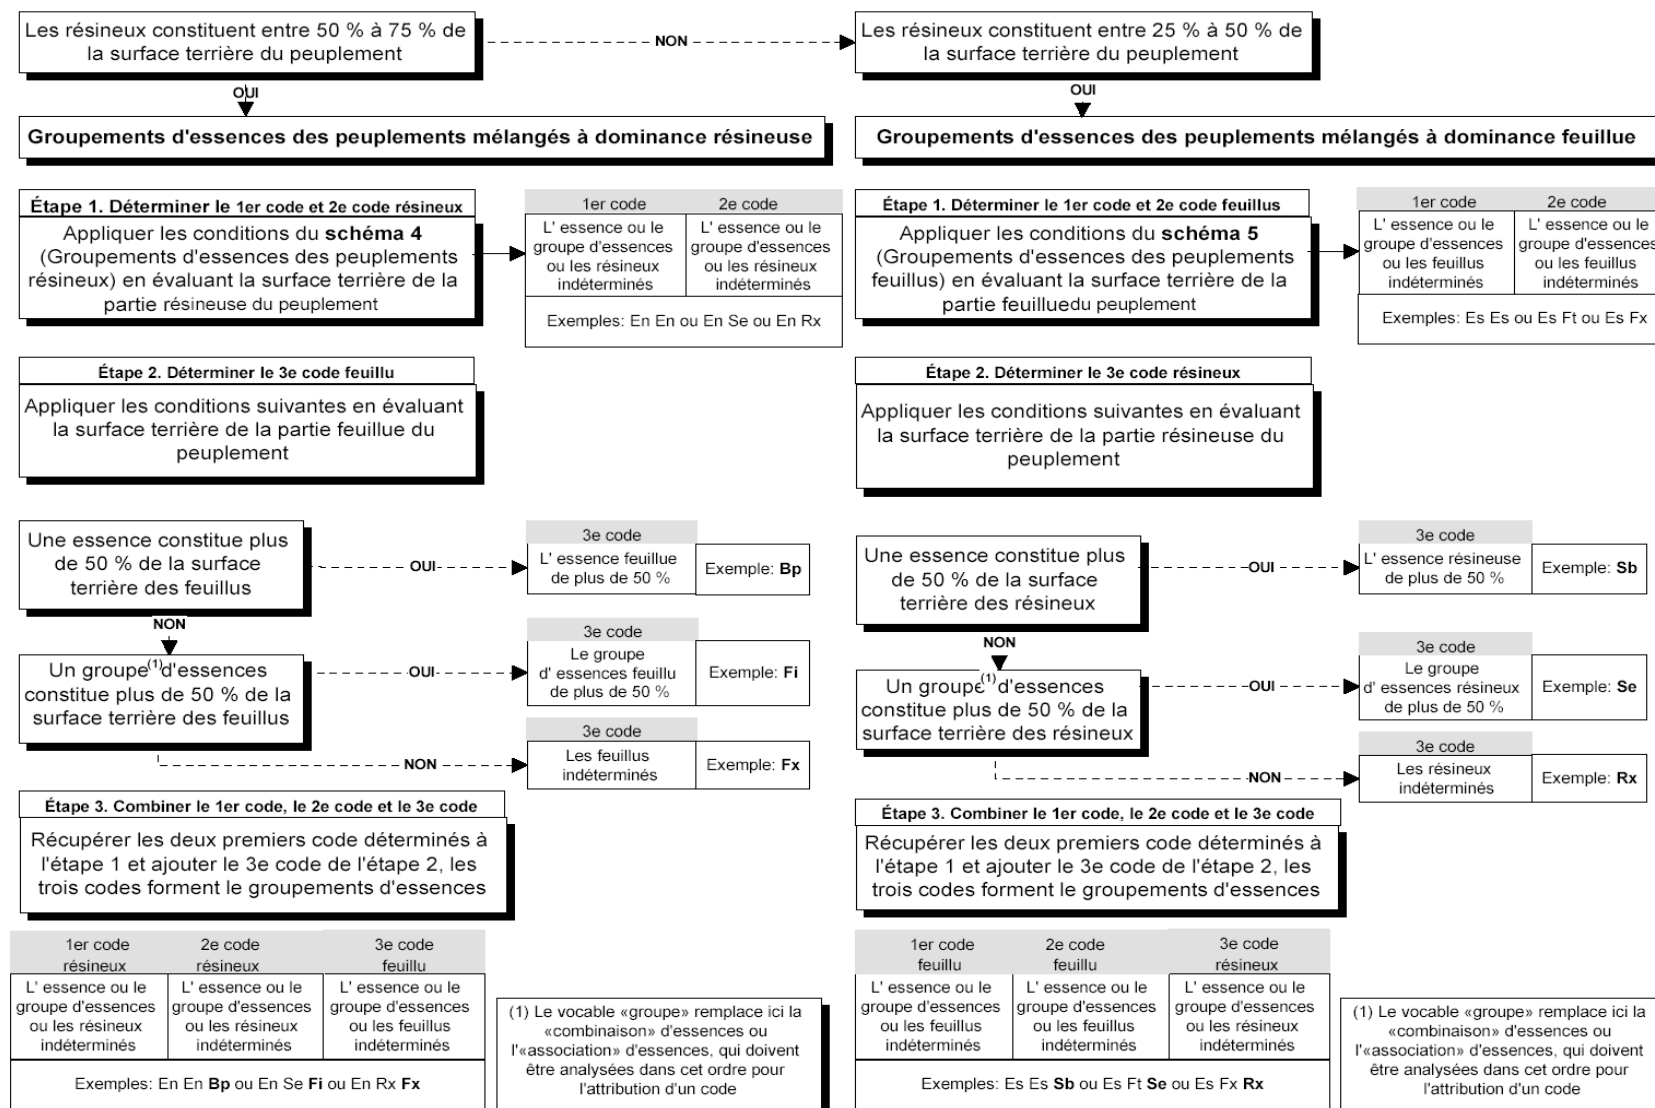 Les résineux constituent entre 50 % à 75 % de
la surface terrière du peuplement
NON
Les résineux constituent entre 25 % à 50 % de
la surface terrière du peuplement
OUI
OUI
Groupements d'essences des peuplements mélangés à dominance résineuse
Groupements d'essences des peuplements mélangés à dominance feuillue
Étape 1. Déterminer le 1er code et 2e code résineux
Appliquer les conditions du schéma 4
(Groupements d'essences des peuplements
résineux) en évaluant la surface terrière de la
partie résineuse du peuplement
1er code
2e code
L' essence ou le
groupe d'essences
ou les résineux
indéterminés
L' essence ou le
groupe d'essences
ou les résineux
indéterminés
Exemples: En En ou En Se ou En Rx
Étape 1. Déterminer le 1er code et 2e code feuillus
Appliquer les conditions du schéma 5
(Groupements d'essences des peuplements
feuillus) en évaluant la surface terrière de la
partie feuilluedu peuplement
1er code
2e code
L' essence ou le
groupe d'essences
ou les feuillus
indéterminés
L' essence ou le
groupe d'essences
ou les feuillus
indéterminés
Exemples: Es Es ou Es Ft ou Es Fx
Étape 2. Déterminer le 3e code feuillu
Appliquer les conditions suivantes en évaluant
la surface terrière de la partie feuillue du
peuplement
Étape 2. Déterminer le 3e code résineux
Appliquer les conditions suivantes en évaluant
la surface terrière de la partie résineuse du
peuplement
Une essence constitue plus
de 50 % de la surface
terrière des feuillus
OUI
3e code
L' essence feuillue
de plus de 50 %
Exemple: Bp
NON
Un groupe(1)d'essences
constitue plus de 50 % de la
surface terrière des feuillus
OUI
3e code
Le groupe
d' essences feuillu
de plus de 50 %
Exemple: Fi
NON
3e code
Les feuillus
indéterminés
Exemple: Fx
Une essence constitue plus
de 50 % de la surface
terrière des résineux
OUI
3e code
L' essence résineuse
de plus de 50 %
Exemple: Sb
NON
Un groupe(1)d'essences
constitue plus de 50 % de la
surface terrière des résineux
OUI
3e code
Le groupe
d' essences résineux
de plus de 50 %
Exemple: Se
NON
3e code
Les résineux
indéterminés
Exemple: Rx
Étape 3. Combiner le 1er code, le 2e code et le 3e code
Récupérer les deux premiers code déterminés à
l'étape 1 et ajouter le 3e code de l'étape 2, les
trois codes forment le groupements d'essences
1er code
résineux
2e code
résineux
3e code
feuillu
L' essence ou le
groupe d'essences
ou les résineux
indéterminés
L' essence ou le
groupe d'essences
ou les résineux
indéterminés
L' essence ou le
groupe d'essences
ou les feuillus
indéterminés
Exemples: En En Bp ou En Se Fi ou En Rx Fx
(1) Le vocable «groupe» remplace ici la
«combinaison» d'essences ou
l'«association» d'essences, qui doivent
être analysées dans cet ordre pour
l'attribution d'un code
Étape 3. Combiner le 1er code, le 2e code et le 3e code
Récupérer les deux premiers code déterminés à
l'étape 1 et ajouter le 3e code de l'étape 2, les
trois codes forment le groupements d'essences
1er code
feuillu
2e code
feuillu
3e code
résineux
L' essence ou le
groupe d'essences
ou les feuillus
indéterminés
L' essence ou le
groupe d'essences
ou les feuillus
indéterminés
L' essence ou le
groupe d'essences
ou les résineux
indéterminés
Exemples: Es Es Sb ou Es Ft Se ou Es Fx Rx
(1) Le vocable «groupe» remplace ici la
«combinaison» d'essences ou
l'«association» d'essences, qui doivent
être analysées dans cet ordre pour
l'attribution d'un code